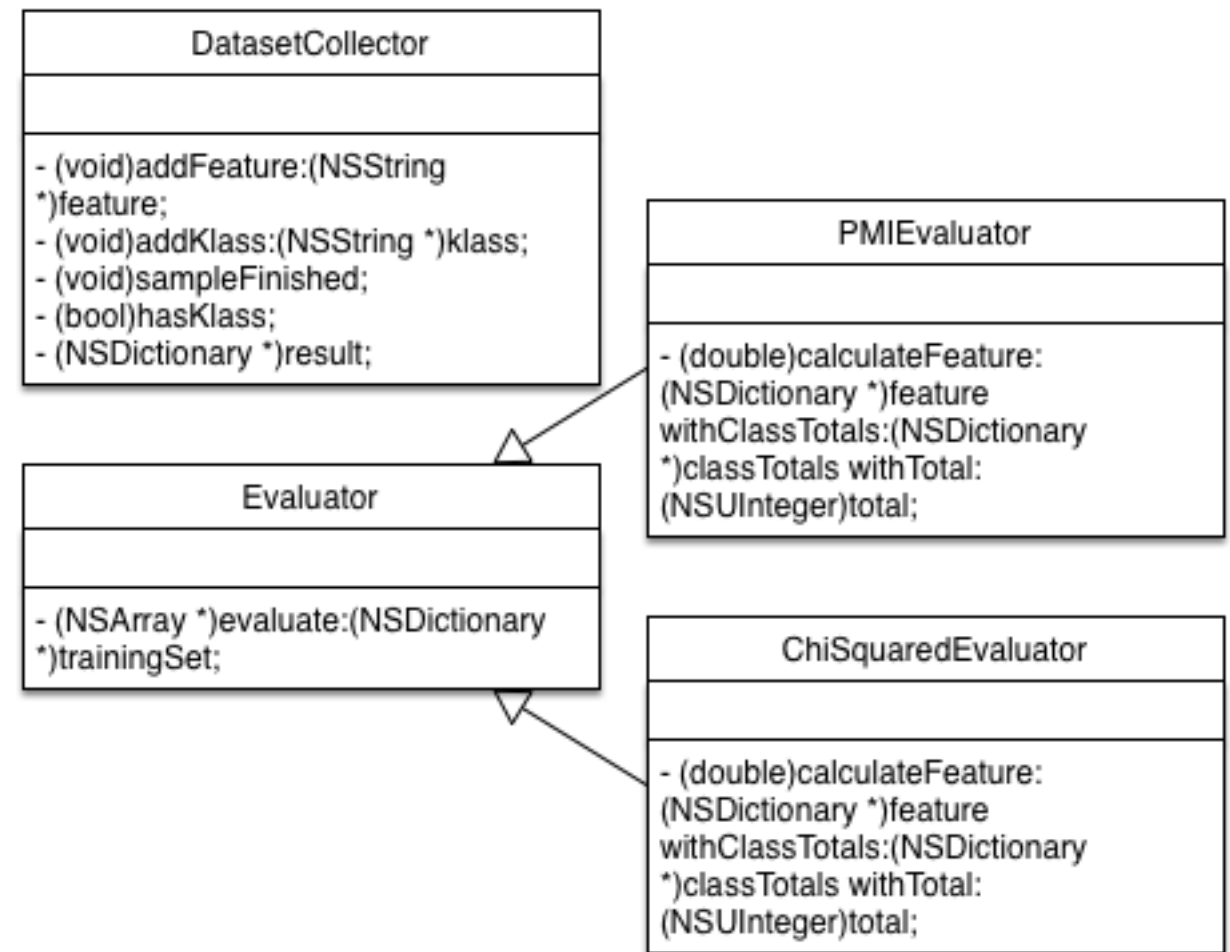 DatasetCollector
- (void)addFeature:(NSString
*)feature;
- (void)addKlass:(NSString *)klass;
- (void)sampleFinished;
- (bool)hasKlass;
- (NSDictionary *)result;
Evaluator
- (NSArray *)evaluate:(NSDictionary
*)trainingSet;
PMIEvaluator
- (double)calculateFeature:
(NSDictionary *)feature
withClassTotals:(NSDictionary
*)classTotals withTotal:
(NSUInteger)total;
ChiSquaredEvaluator
- (double)calculateFeature:
(NSDictionary *)feature
withClassTotals:(NSDictionary
*)classTotals withTotal:
(NSUInteger)total;